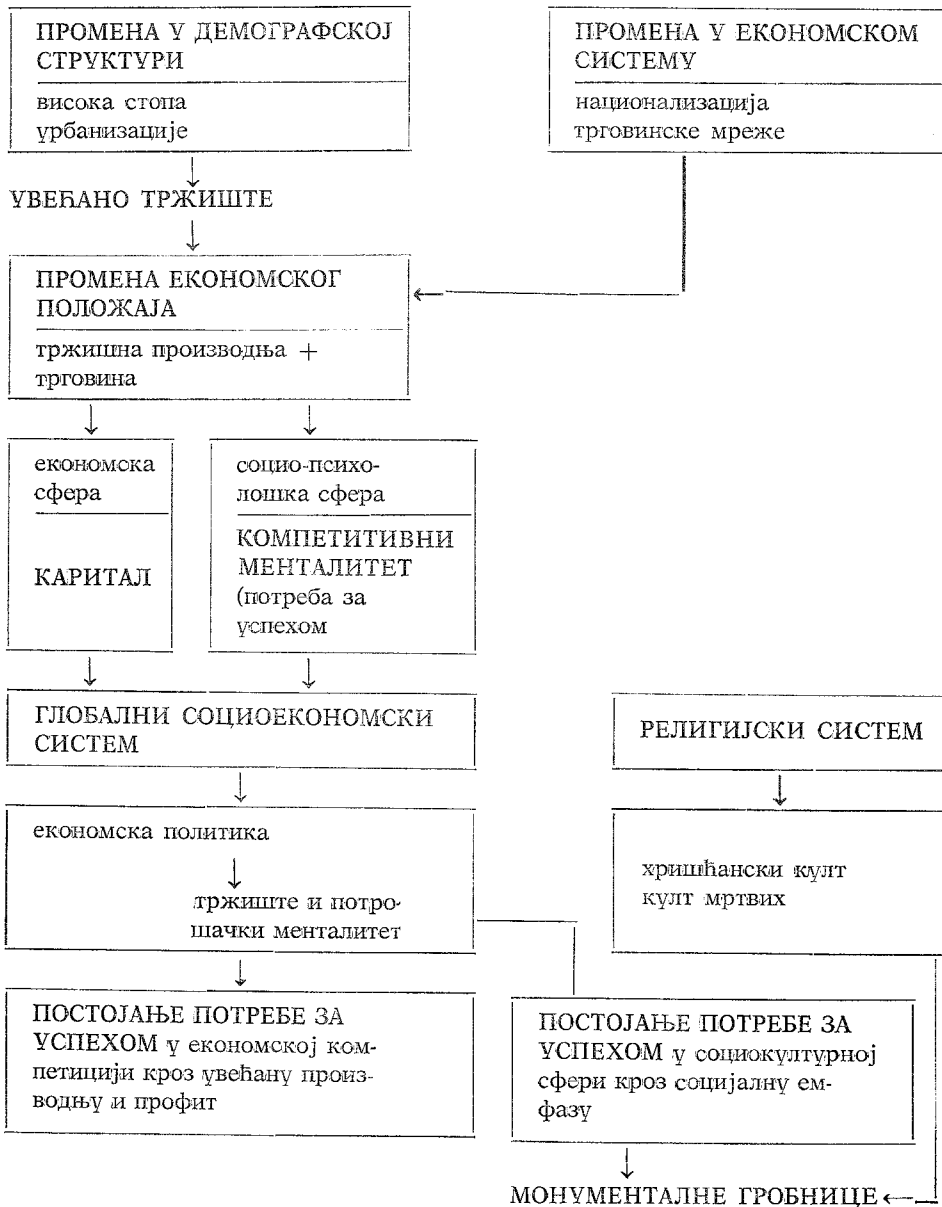 ПРОМЕНА У ДЕМОГРАФСКОЈ
СТРУКТУРИ
висока стопа
урбанизације
ПРОМЕНА У ЕКОНОМСКОМ
СИСТЕМУ
национализација
трговинске мреже
УВЕЋАНО ТРЖИШТЕ
ПРОМЕНА ЕКОНОМСКОГ
ПОЛОЖАЈА
тржишна производња +
трговина
економска
сфера
КАРИТАЛ
социо-психо-
лошка сфера
КОМПЕТИТИВНИ
МЕНТАЛИТЕТ
(потреба за
успехом
ГЛОБАЛНИ СОЦИОЕКОНОМСКИ
СИСТЕМ
РЕЛИГИЈСКИ СИСТЕМ
економска политика
тржиште и потро-
шачки менталитет
хришћански култ
култ мртвих
ПОСТОЈАЊЕ ПОТРЕБЕ ЗА
УСПЕХОМ у економској ком-
петицији кроз увећану произ-
водњу и профит
ПОСТОЈАЊЕ ПОТРЕБЕ ЗА
УСПЕХОМ у социокултурној
сфери кроз социјалну ем-
фазу
МОНУМЕНТАЛНЕ ГРОБНИЦЕ